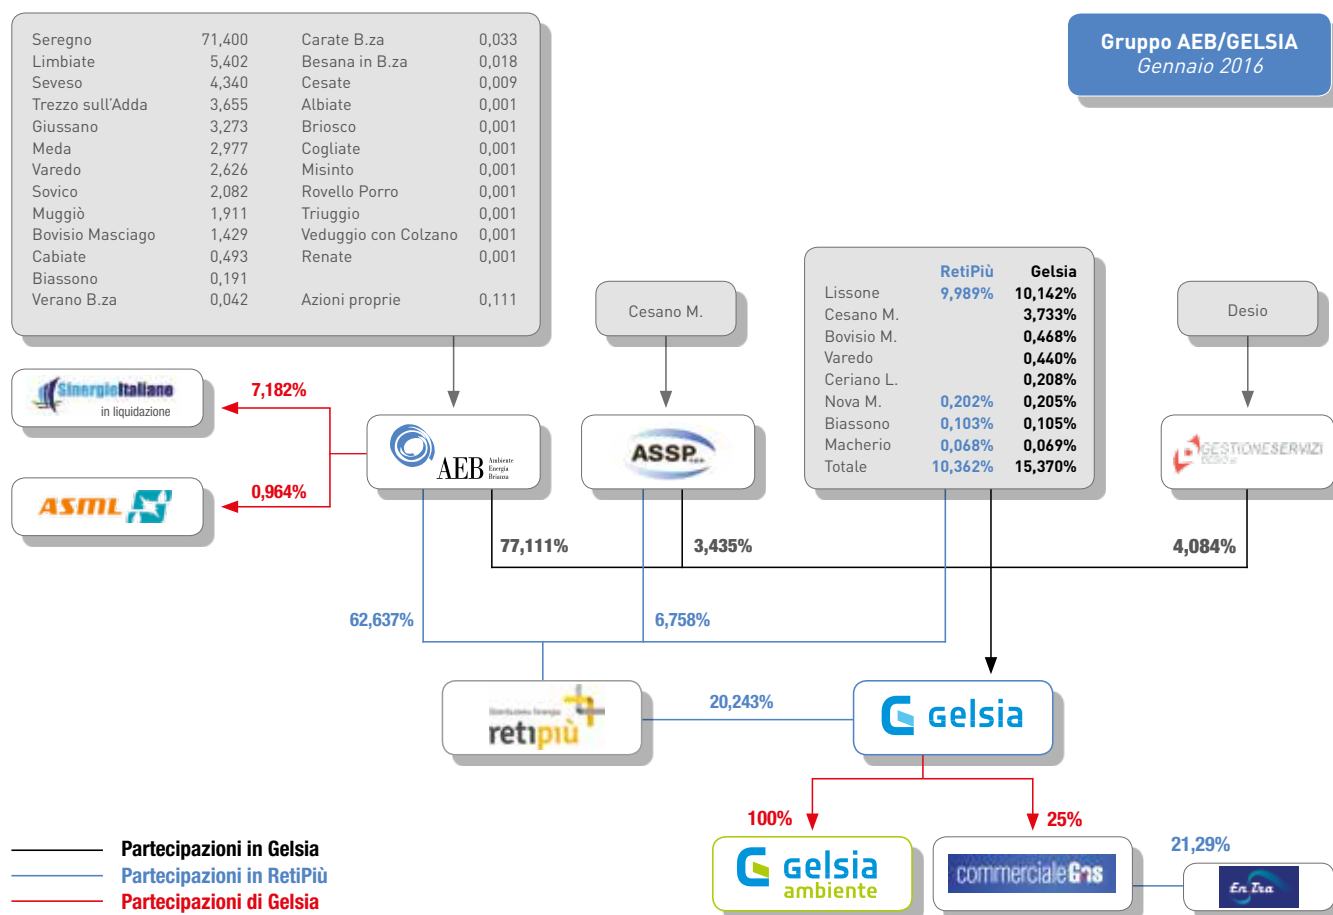 Seregno 71,400 Carate B.za 0,033
Limbiate 5,402 Besana in B.za 0,018
Seveso 4,340 Cesate 0,009
Trezzo sull'Adda 3,655 Albiate 0,001
Giussano 3,273 Briosco 0,001
Meda 2,977 Cogliate 0,001
Varedo 2,626 Misinto 0,001
Sovico 2,082 Rovello Porro 0,001
Muggiò 1,911 Triuggio 0,001
Bovisio Masciago 1,429 Veduggio con Colzano 0,001
Cabiate 0,493 Renate 0,001
Biassono 0,191
Verano B.za 0,042 Azioni proprie 0,111
Gruppo AEB/GELSIA
Gennaio 2016
Cesano M.
RetiPiù Gelsia
Lissone 9,989% 10,142%
Cesano M. 3,733%
Bovisio M. 0,468%
Varedo 0,440%
Ceriano L. 0,208%
Nova M. 0,202% 0,205%
Biassono 0,103% 0,105%
Macherio 0,068% 0,069%
Totale 10,362% 15,370%
Desio
SinergieItaliane
in liquidazione
7,182%
ASML
0,964%
AEB
Ambiente
Energia
Brianza
ASSP
GESTIONESERVIZI
77,111%
3,435%
4,084%
62,637%
6,758%
retipiù
20,243%
Gelsia
100%
25%
Gelsia
ambiente
commercialeGas
21,29%
En Tra
Partecipazioni in Gelsia
Partecipazioni in RetiPiù
Partecipazioni di Gelsia